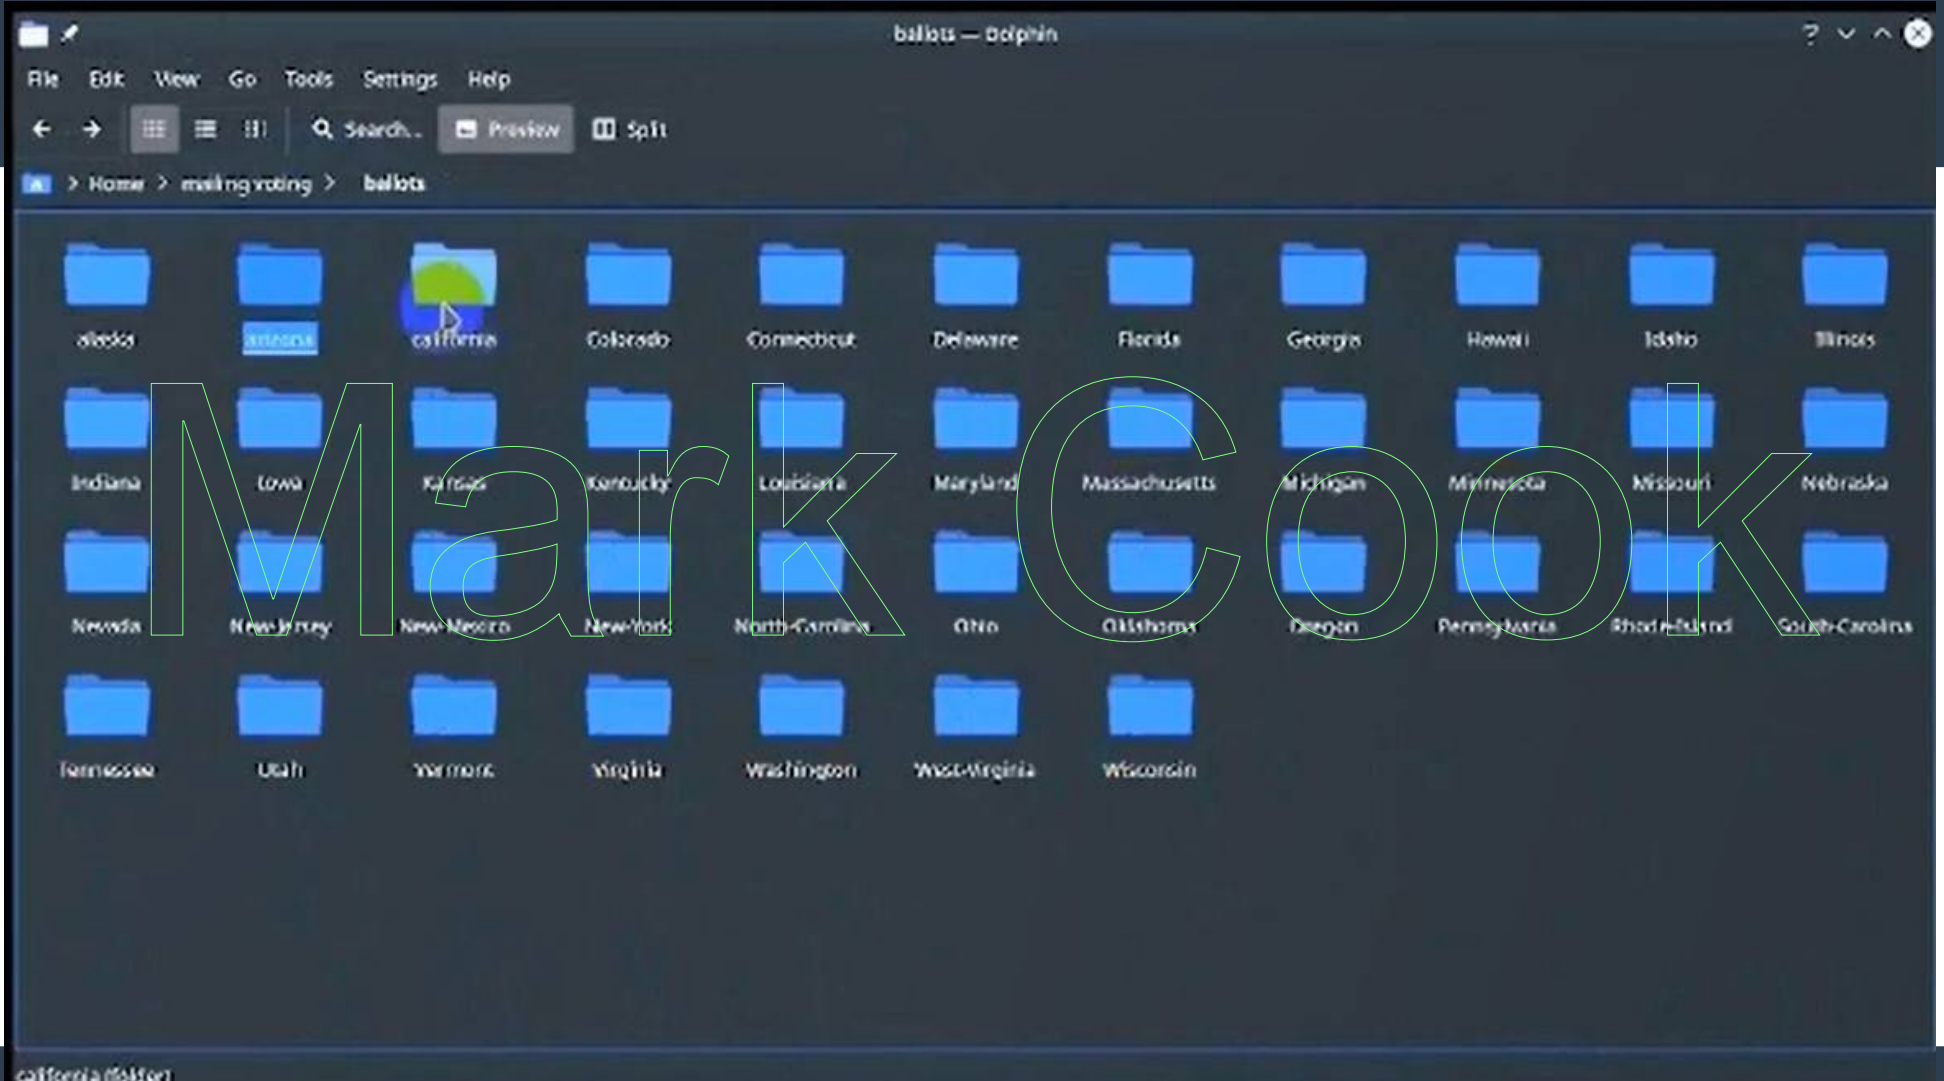 ballots — Dolphin
File Edit View Go Tools Settings Help
Search... Preview Split
> Home > mailing voting > ballots
alaska arizona california Colorado Connecticut Delaware Florida Georgia Hawaii Idaho Illinois
Mark Cook
Indiana Iowa Kansas Kentucky Louisiana Maryland Massachusetts Michigan Minnesota Missouri Nebraska
Nevada New-Jersey New-Mexico New-York North-Carolina Ohio Oklahoma Oregon Pennsylvania Rhode-Island South-Carolina
Tennessee Utah Vermont Virginia Washington West-Virginia Wisconsin
california (folder)